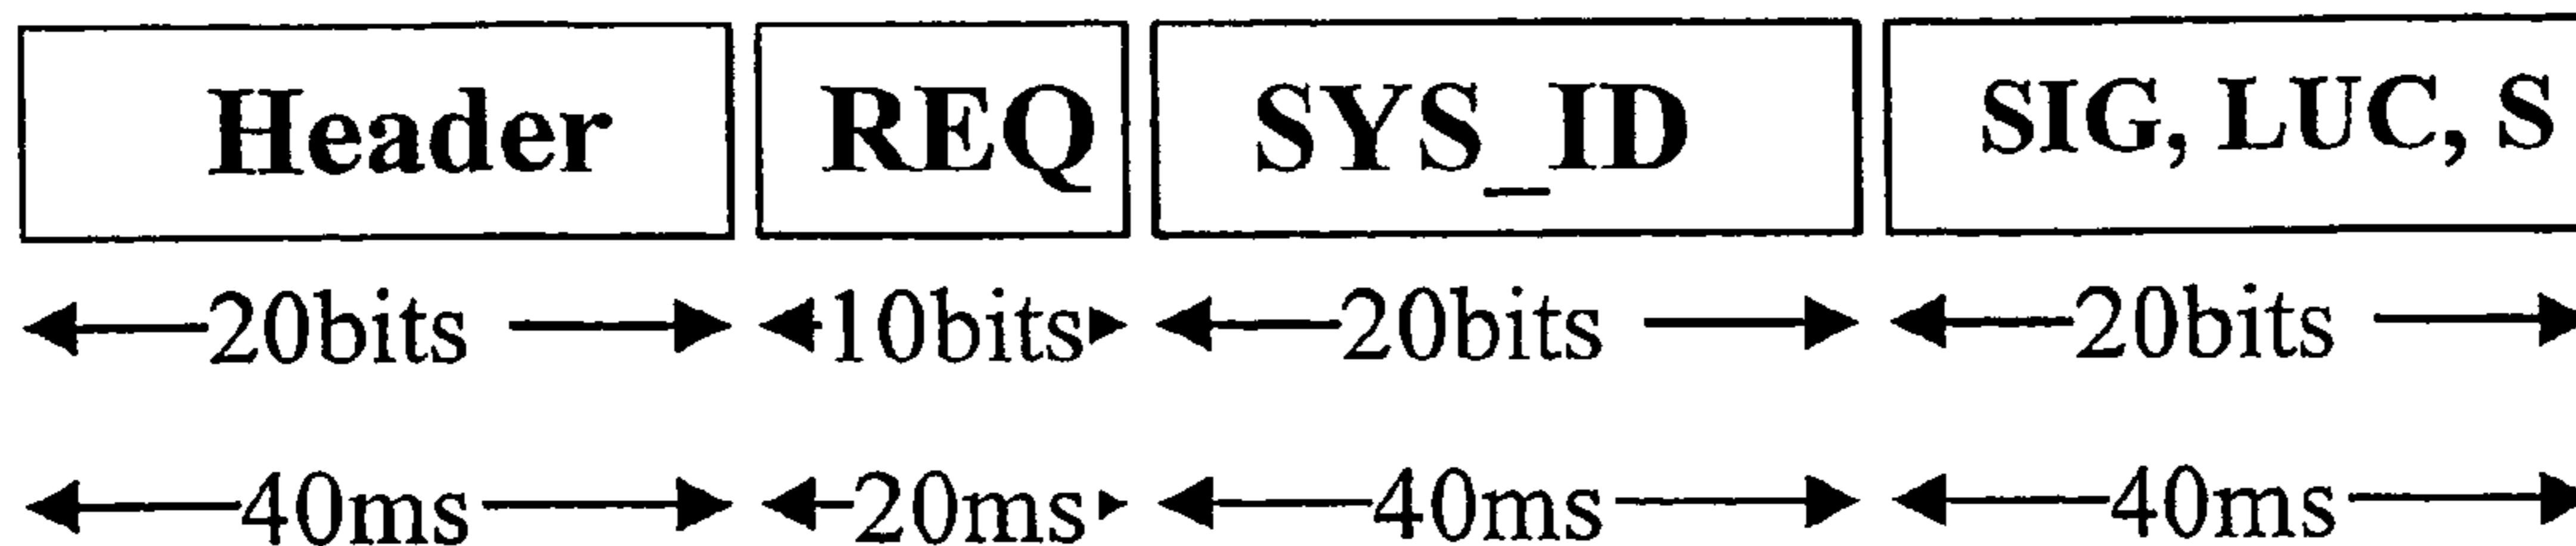 Header REQ SYS_ID SIG, LUC, S
20bits 10bits 20bits 20bits
40ms 20ms 40ms 40ms